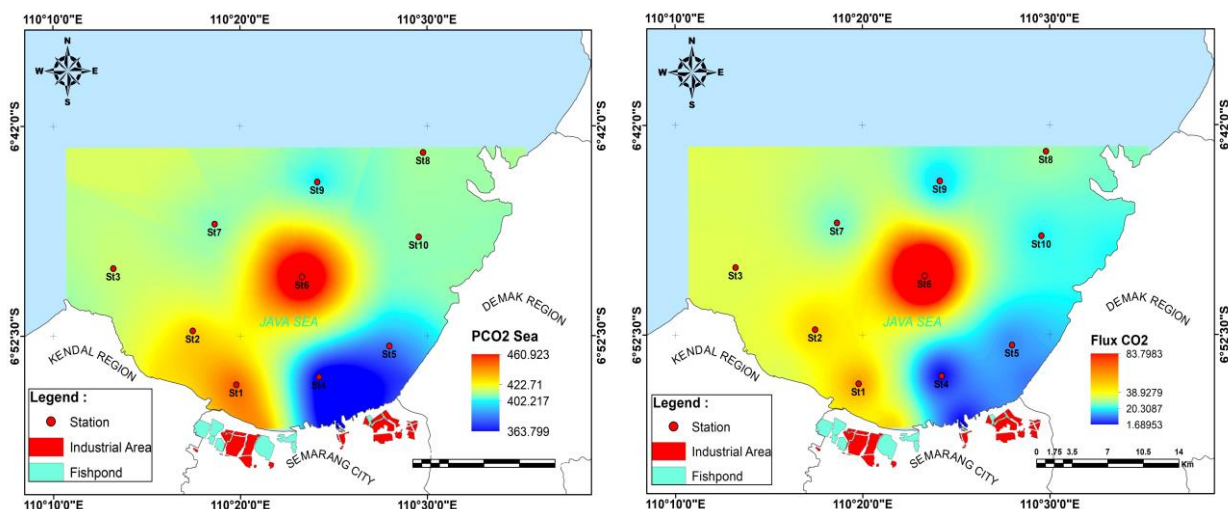 110°10'0"E 110°20'0"E 110°30'0"E
N
W E
S
6°42'0"S
St8
St9
St7
St10
St3
St6
JAVA SEA
DEMAK REGION
St2
KENDAL REGION
St5
St4
St1
6°52'30"S
PCO2 Sea
460.923
422.71
402.217
363.799
Legend :
Station
Industrial Area
Fishpond
SEMARANG CITY
110°10'0"E 110°20'0"E 110°30'0"E
110°10'0"E 110°20'0"E 110°30'0"E
N
W E
S
6°42'0"S
6°42'0"S
St8
St9
St7
St10
St3
St6
JAVA SEA
DEMAK REGION
St2
KENDAL REGION
St5
St4
St1
6°52'30"S
6°52'30"S
Flux CO2
83.7983
38.9279
20.3087
1.68953
Legend :
Station
Industrial Area
Fishpond
SEMARANG CITY
0 1.75 3.5 7 10.5 14
Km
110°10'0"E 110°20'0"E 110°30'0"E